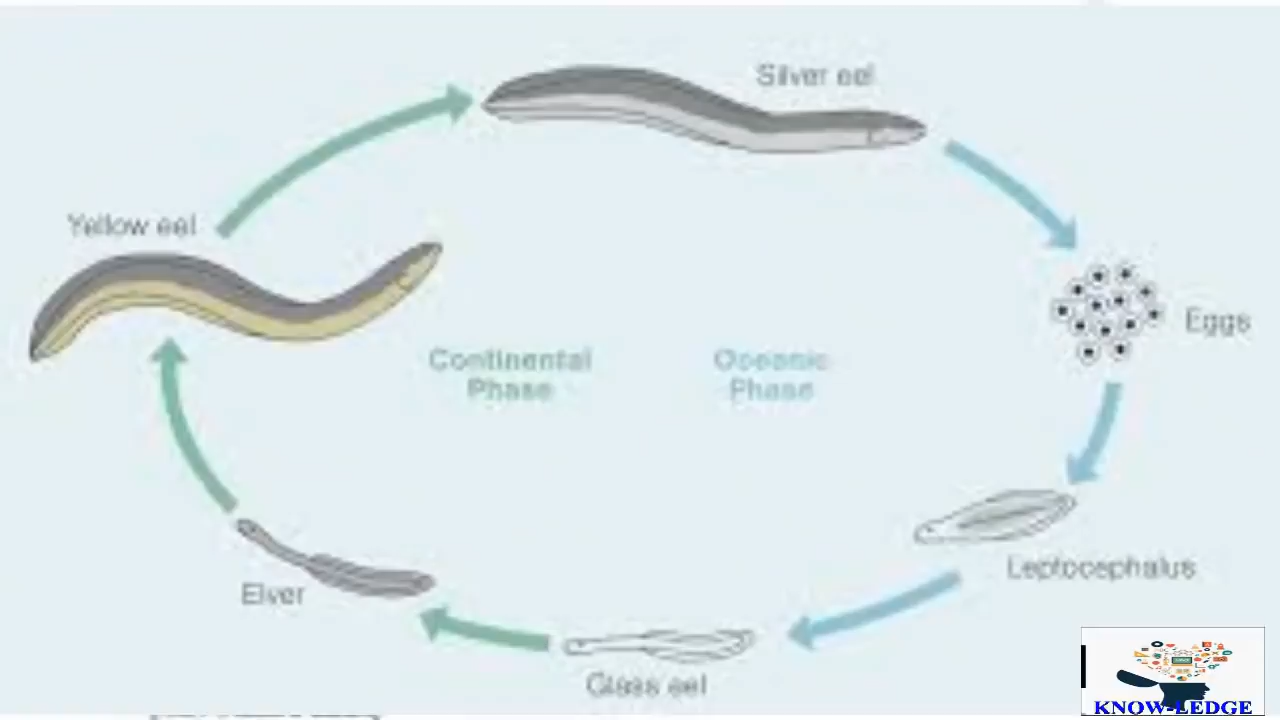 Silver eel
Yellow eel
Eggs
Continental
Phase
Oceanic
Phase
Leptocephalus
Elver
Glass eel
KNOW-LEDGE